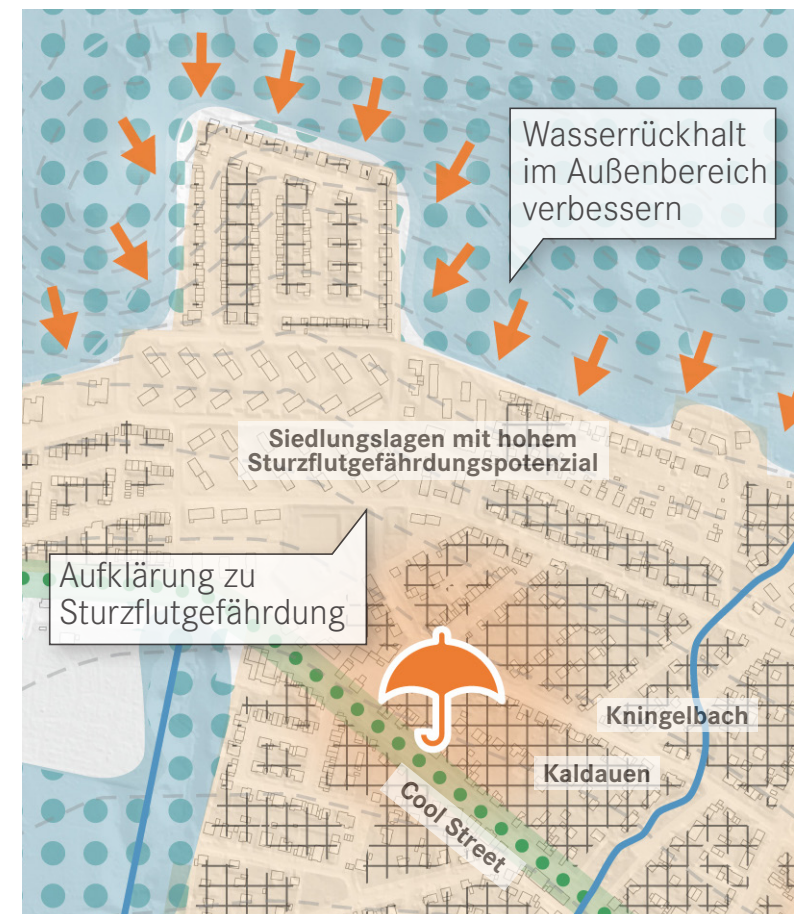 Wasserrückhalt
im Außenbereich
verbessern
Siedlungslagen mit hohem
Sturzflutgefährdungspotenzial
Aufklärung zu
Sturzflutgefährdung
Kningelbach
Kaldauen
Cool Street